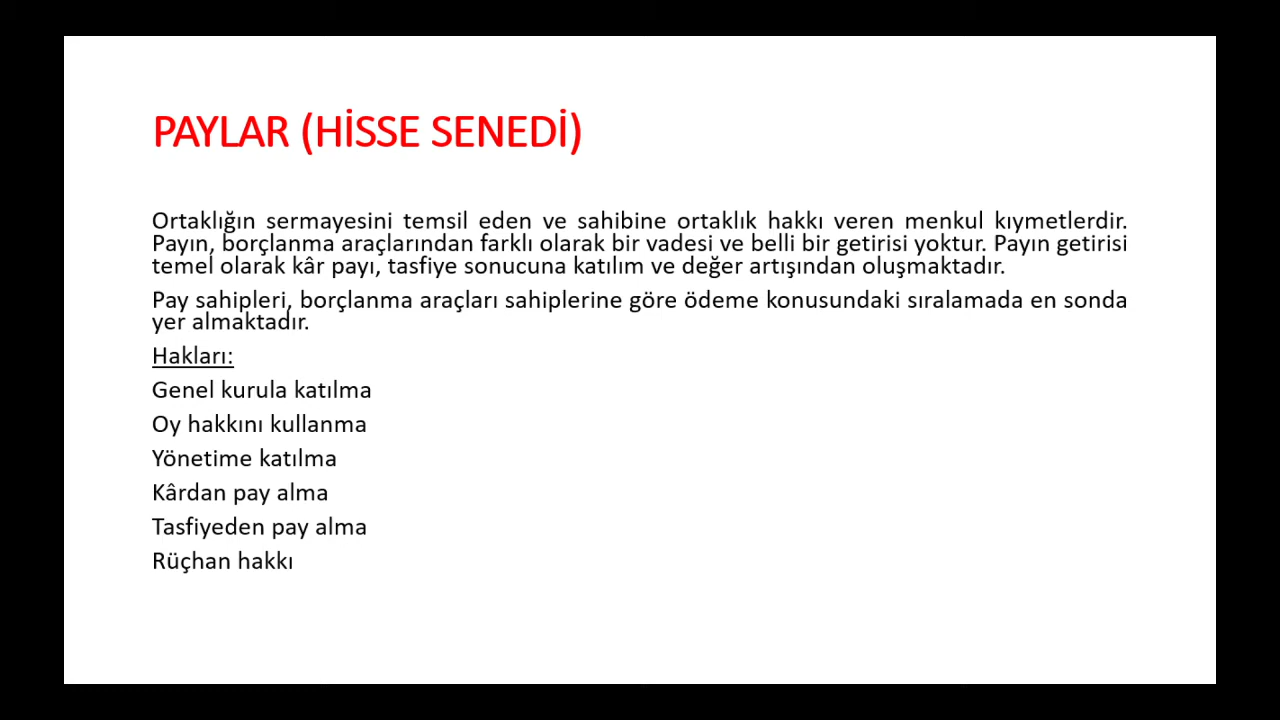 PAYLAR (HİSSE SENEDİ)
Ortaklığın sermayesini temsil eden ve sahibine ortaklık hakkı veren menkul kıymetlerdir.
Payın, borçlanma araçlarından farklı olarak bir vadesi ve belli bir getirisi yoktur. Payın getirisi
temel olarak kâr payı, tasfiye sonucuna katılım ve değer artışından oluşmaktadır.
Pay sahipleri, borçlanma araçları sahiplerine göre ödeme konusundaki sıralamada en sonda
yer almaktadır.
Hakları:
Genel kurula katılma
Oy hakkını kullanma
Yönetime katılma
Kârdan pay alma
Tasfiyeden pay alma
Rüçhan hakkı